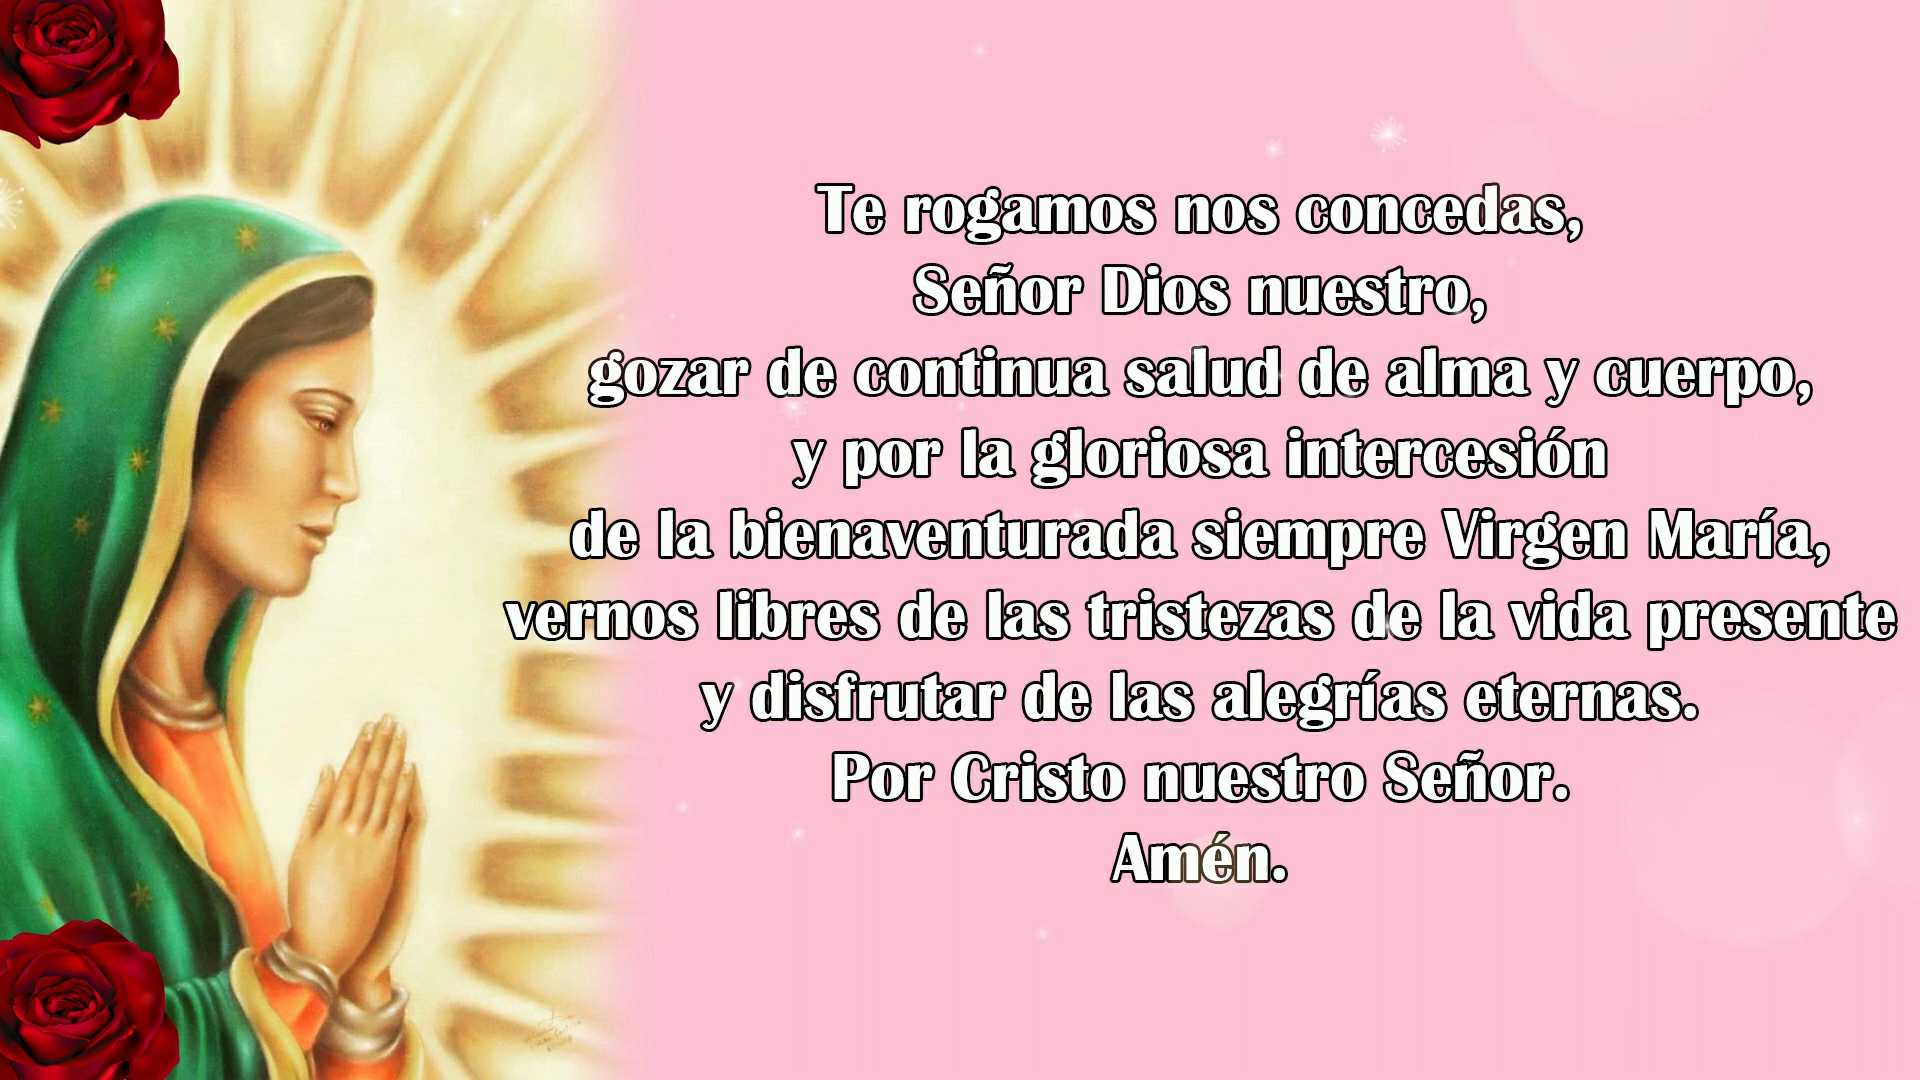 Te rogamos nos concedas,
Señor Dios nuestro,
gozar de continua salud de alma y cuerpo,
y por la gloriosa intercesión
de la bienaventurada siempre Virgen María,
vernos libres de las tristezas de la vida presente
y disfrutar de las alegrías eternas.
Por Cristo nuestro Señor.
Amén.